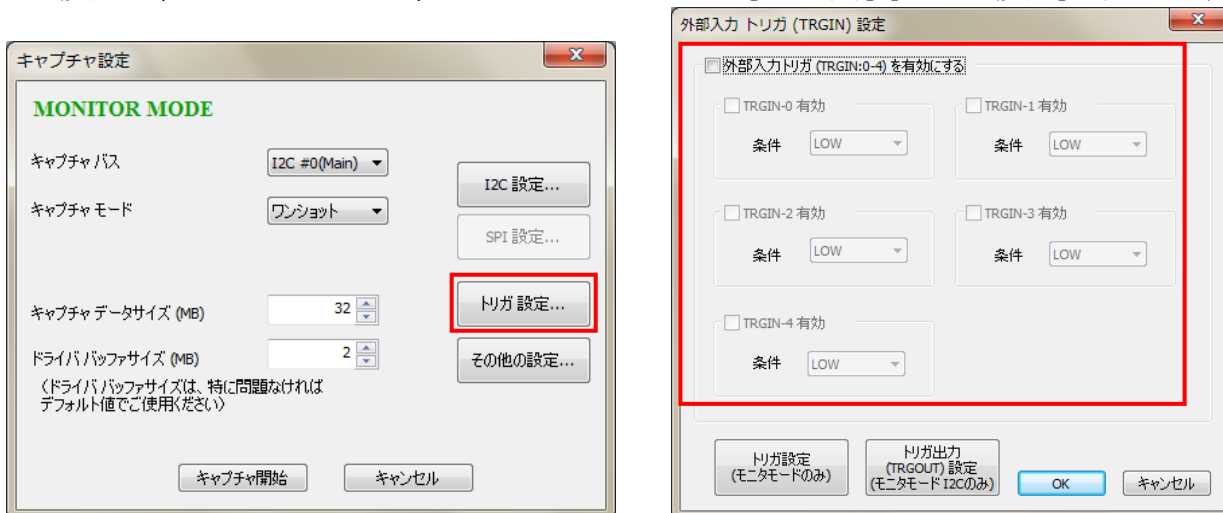 キャプチャ設定
MONITOR MODE
キャプチャ バス
I2C #0(Main)
I2C 設定...
キャプチャ モード
ワンショット
SPI 設定...
キャプチャ データサイズ (MB)
32
トリガ 設定...
ドライバ バッファサイズ (MB)
2
その他の設定...
(ドライバ バッファサイズは、特に問題なければ
デフォルト値でご使用ください)
キャプチャ開始
キャンセル
外部入力 トリガ (TRGIN) 設定
外部入力トリガ (TRGIN:0-4) を有効にする
TRGIN-0 有効
TRGIN-1 有効
条件 LOW
条件 LOW
TRGIN-2 有効
TRGIN-3 有効
条件 LOW
条件 LOW
TRGIN-4 有効
条件 LOW
トリガ設定
(モニタモードのみ)
トリガ出力
(TRGOUT) 設定
(モニタモード I2Cのみ)
OK
キャンセル